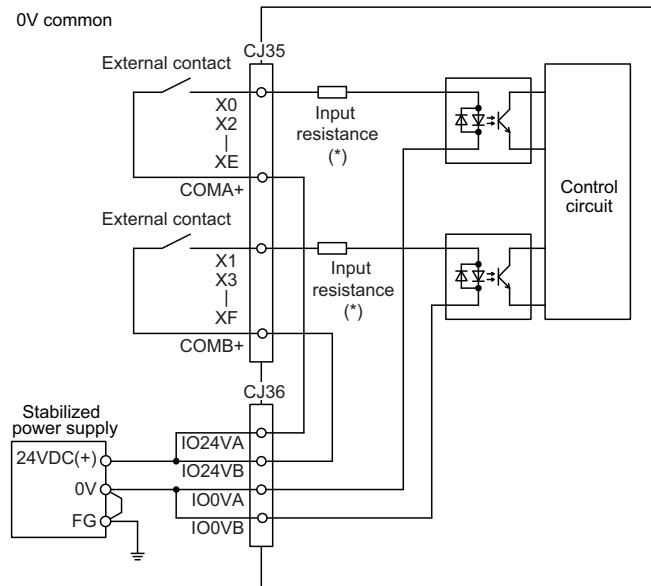 0V common
CJ35
External contact
X0
X2
|
XE
COMA+
Input
resistance
(*)
External contact
X1
X3
|
XF
COMB+
Input
resistance
(*)
Control
circuit
CJ36
Stabilized
power supply
24VDC(+)
0V
FG
IO24VA
IO24VB
IO0VA
IO0VB